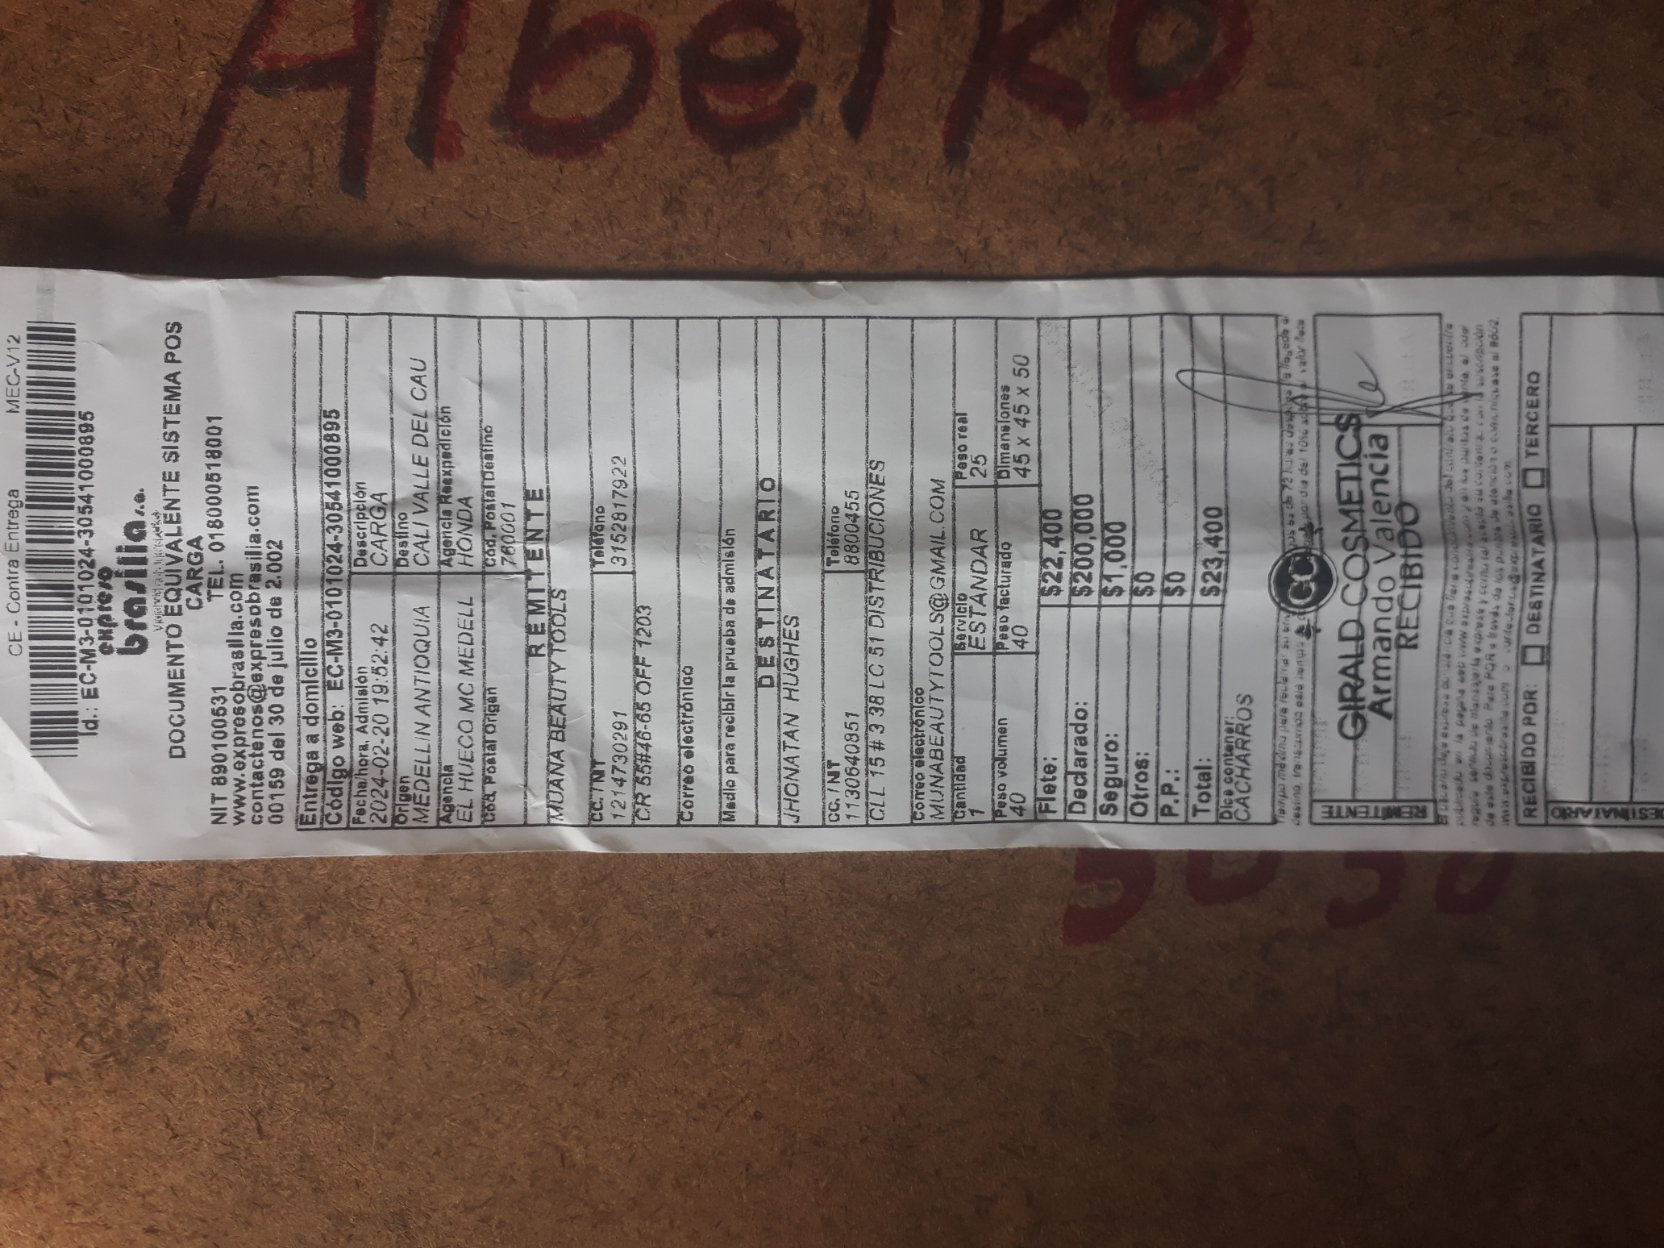 Albeiro
CE - Contra Entrega MEC-V12
Id.: EC-M3-0101024-30541000895
expreso
brasilia s.a.
DOCUMENTO EQUIVALENTE SISTEMA POS
CARGA
NIT 890100531 TEL. 018000518001
www.expresobrasilia.com
contactenos@expresobrasilia.com
00159 del 30 de julio de 2.002
Entrega a domicilio
Código web: EC-M3-0101024-30541000895
Fecha/hora. Admisión Descripción
2024-02-20 19:52:42 CARGA
Origen Destino
MEDELLIN ANTIOQUIA CALI VALLE DEL CAU
Agencia Agencia Reexpedición
EL HUECO MC MEDELL HONDA
Cód. Postal Origen Cód. Postal Destino
760001
REMITENTE
MUANA BEAUTY TOOLS
CC. / NT Teléfono
1214730291 3152817922
CR 55#46-65 OFF 1203
Correo electrónico
Medio para recibir la prueba de admisión
DESTINATARIO
JHONATAN HUGHES
CC. / NT Teléfono
1130640851 8800455
CLL 15 # 3 38 LC 51 DISTRIBUCIONES
Correo electrónico
MUNABEAUTYTOOLS@GMAIL.COM
Cantidad Servicio Peso real
1 ESTANDAR 25
Peso volumen Peso facturado Dimensiones
40 40 45 x 45 x 50
Flete: $22,400
Declarado: $200,000
Seguro: $1,000
Otros: $0
P.P.: $0
Total: $23,400
Dice contener:
CACHARROS
GC
GIRALD COSMETICS
Armando Valencia
RECIBIDO
REMITENTE
RECIBIDO POR: DESTINATARIO TERCERO
DESTINATARIO